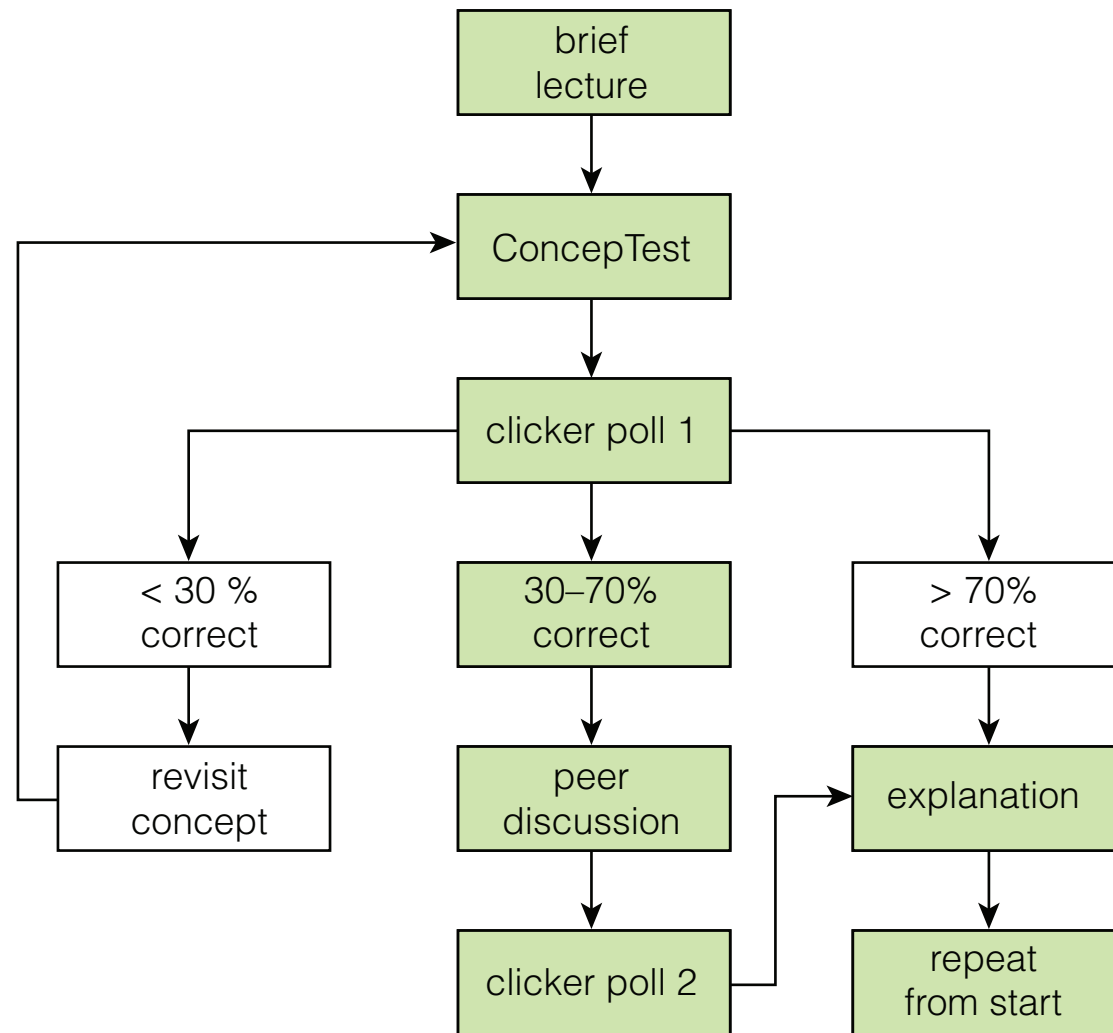 brief
lecture
ConcepTest
clicker poll 1
< 30 %
correct
30–70%
correct
> 70%
correct
revisit
concept
peer
discussion
explanation
clicker poll 2
repeat
from start